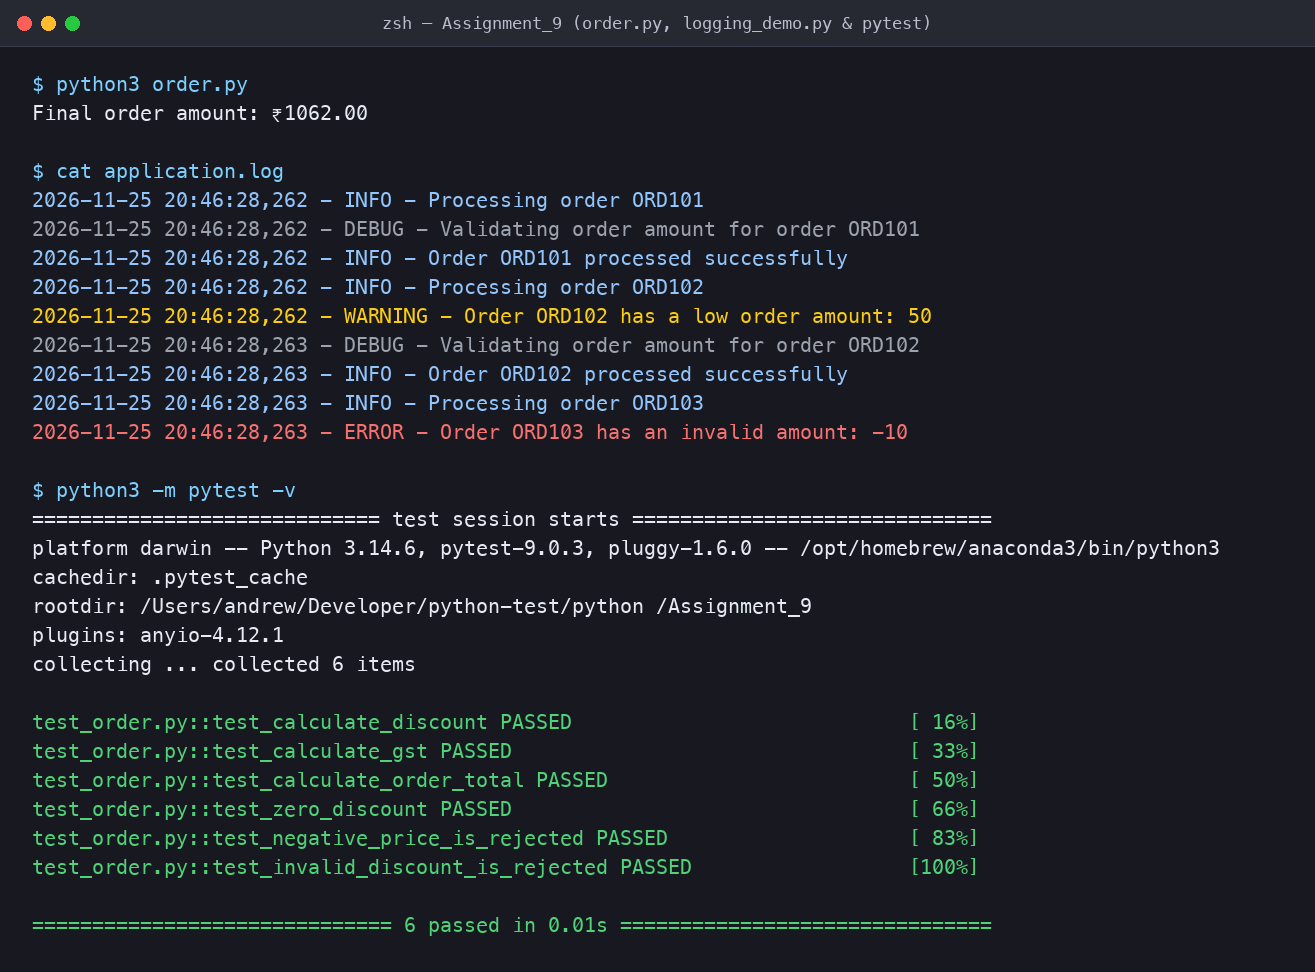 zsh — Assignment_9 (order.py, logging_demo.py & pytest)
$ python3 order.py
Final order amount: ₹1062.00
$ cat application.log
2026-11-25 20:46:28,262 - INFO - Processing order ORD101
2026-11-25 20:46:28,262 - DEBUG - Validating order amount for order ORD101
2026-11-25 20:46:28,262 - INFO - Order ORD101 processed successfully
2026-11-25 20:46:28,262 - INFO - Processing order ORD102
2026-11-25 20:46:28,262 - WARNING - Order ORD102 has a low order amount: 50
2026-11-25 20:46:28,263 - DEBUG - Validating order amount for order ORD102
2026-11-25 20:46:28,263 - INFO - Order ORD102 processed successfully
2026-11-25 20:46:28,263 - INFO - Processing order ORD103
2026-11-25 20:46:28,263 - ERROR - Order ORD103 has an invalid amount: -10
$ python3 -m pytest -v
============================= test session starts ==============================
platform darwin -- Python 3.14.6, pytest-9.0.3, pluggy-1.6.0 -- /opt/homebrew/anaconda3/bin/python3
cachedir: .pytest_cache
rootdir: /Users/andrew/Developer/python-test/python /Assignment_9
plugins: anyio-4.12.1
collecting ... collected 6 items
test_order.py::test_calculate_discount PASSED                            [ 16%]
test_order.py::test_calculate_gst PASSED                                 [ 33%]
test_order.py::test_calculate_order_total PASSED                         [ 50%]
test_order.py::test_zero_discount PASSED                                 [ 66%]
test_order.py::test_negative_price_is_rejected PASSED                    [ 83%]
test_order.py::test_invalid_discount_is_rejected PASSED                  [100%]
============================== 6 passed in 0.01s ===============================